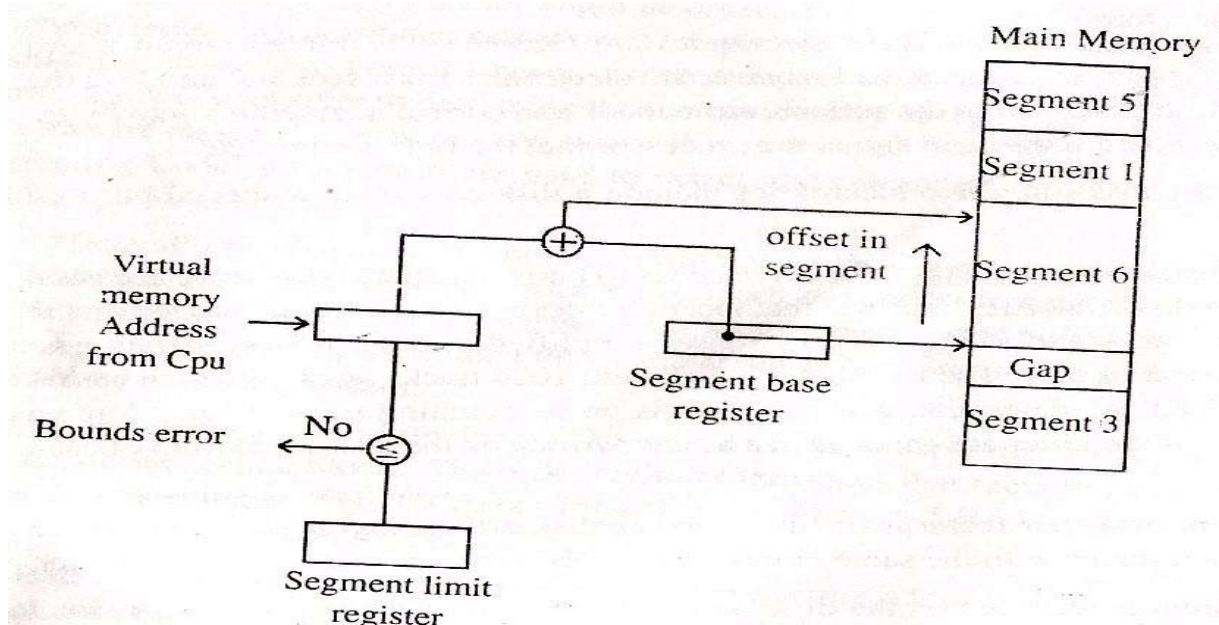 Main Memory
Segment 5
Segment 1
Segment 6
Gap
Segment 3
offset in
segment
Virtual
memory
Address
from Cpu
Segment base
register
Bounds error
No
≤
+
Segment limit
register